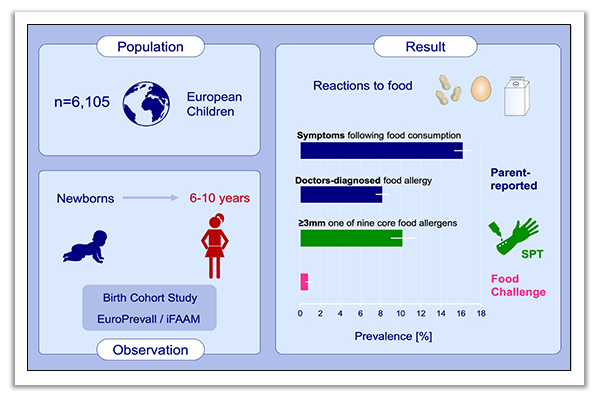 Population
n=6,105
European
Children
Newborns
6-10 years
Birth Cohort Study
EuroPrevall / iFAAM
Observation
Result
Reactions to food
Symptoms following food consumption
Doctors-diagnosed food allergy
≥3mm one of nine core food allergens
Parent-
reported
SPT
Food
Challenge
0 2 4 6 8 10 12 14 16 18
Prevalence [%]